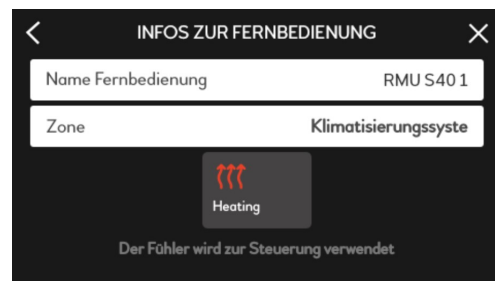 INFOS ZUR FERNBEDIENUNG
Name Fernbedienung RMU S40 1
Zone Klimatisierungssyste
Heating
Der Fühler wird zur Steuerung verwendet